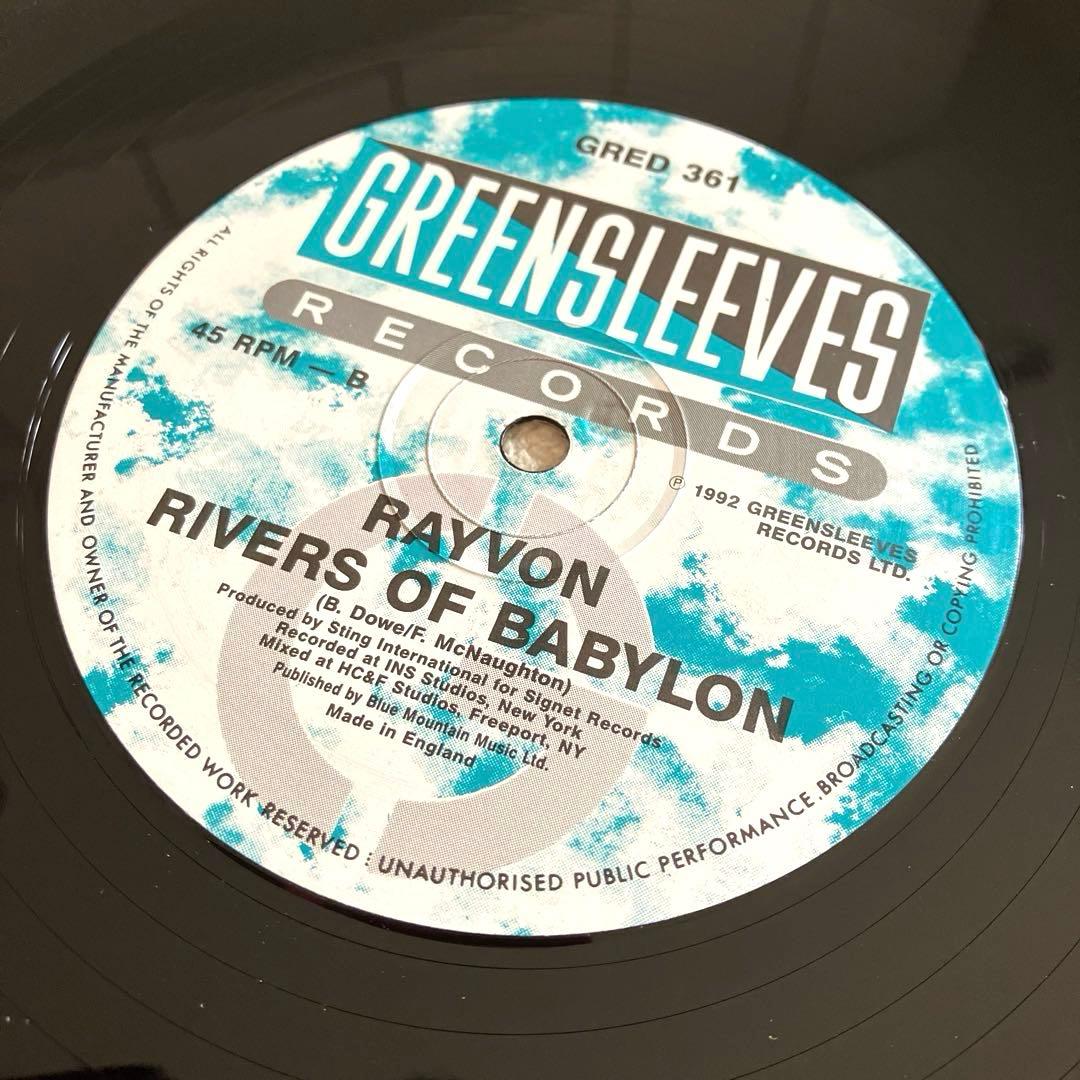 GRED 361
GREENSLEEVES
RECORDS
45 RPM — B
℗ 1992 GREENSLEEVES
RECORDS LTD.
RAYVON
RIVERS OF BABYLON
(B. Dowe/F. McNaughton)
Produced by Sting International for Signet Records
Recorded at INS Studios, New York
Mixed at HC&F Studios, Freeport, NY
Published by Blue Mountain Music Ltd.
Made in England
ALL RIGHTS OF THE MANUFACTURER AND OWNER OF THE RECORDED WORK RESERVED : UNAUTHORISED PUBLIC PERFORMANCE . BROADCASTING OR COPYING PROHIBITED